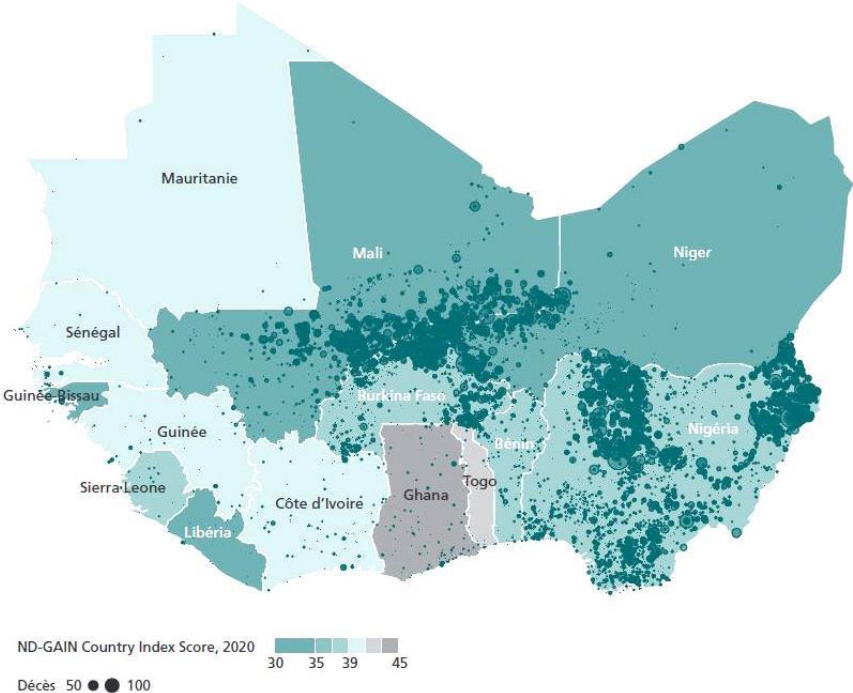 Mauritanie
Mali
Niger
Sénégal
Guinée-Bissau
Burkina Faso
Guinée
Bénin
Nigéria
Sierra Leone
Côte d'Ivoire
Ghana
Togo
Libéria
ND-GAIN Country Index Score, 2020
30 35 39 45
Décès 50 100